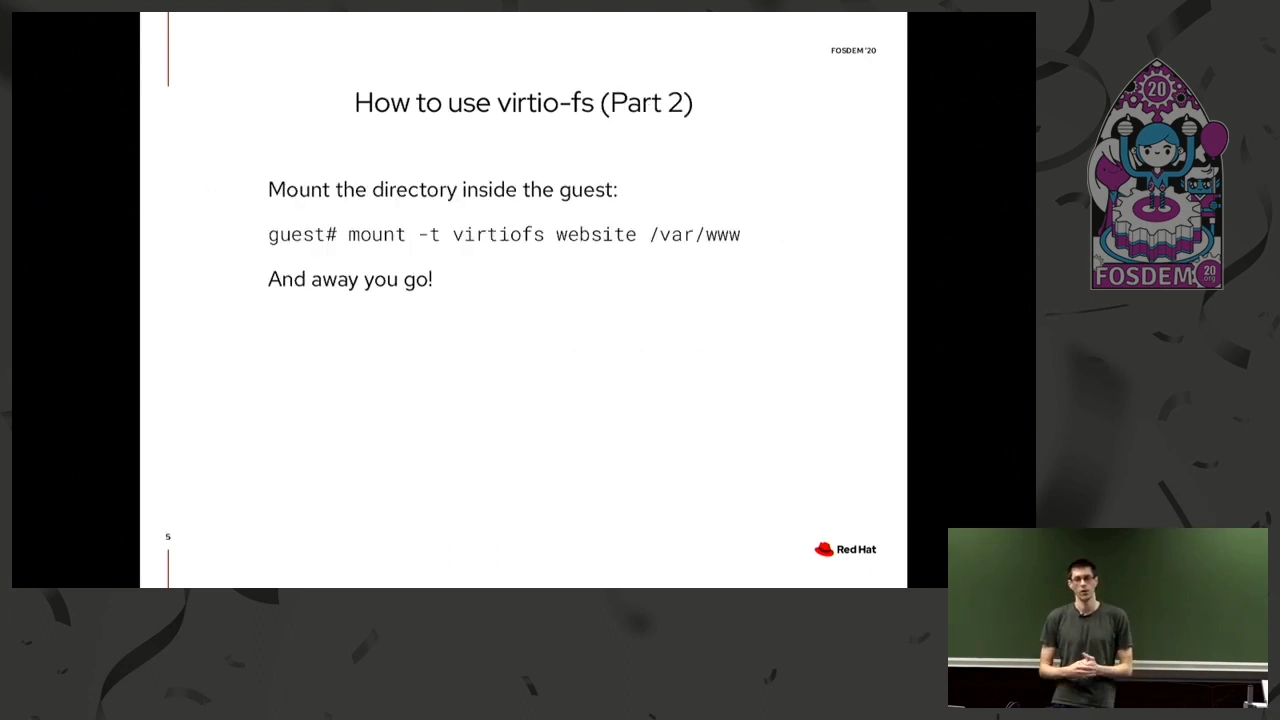 FOSDEM '20
How to use virtio-fs (Part 2)
Mount the directory inside the guest:
guest# mount -t virtiofs website /var/www
And away you go!
5
Red Hat
20
FOSDEM
20
.org